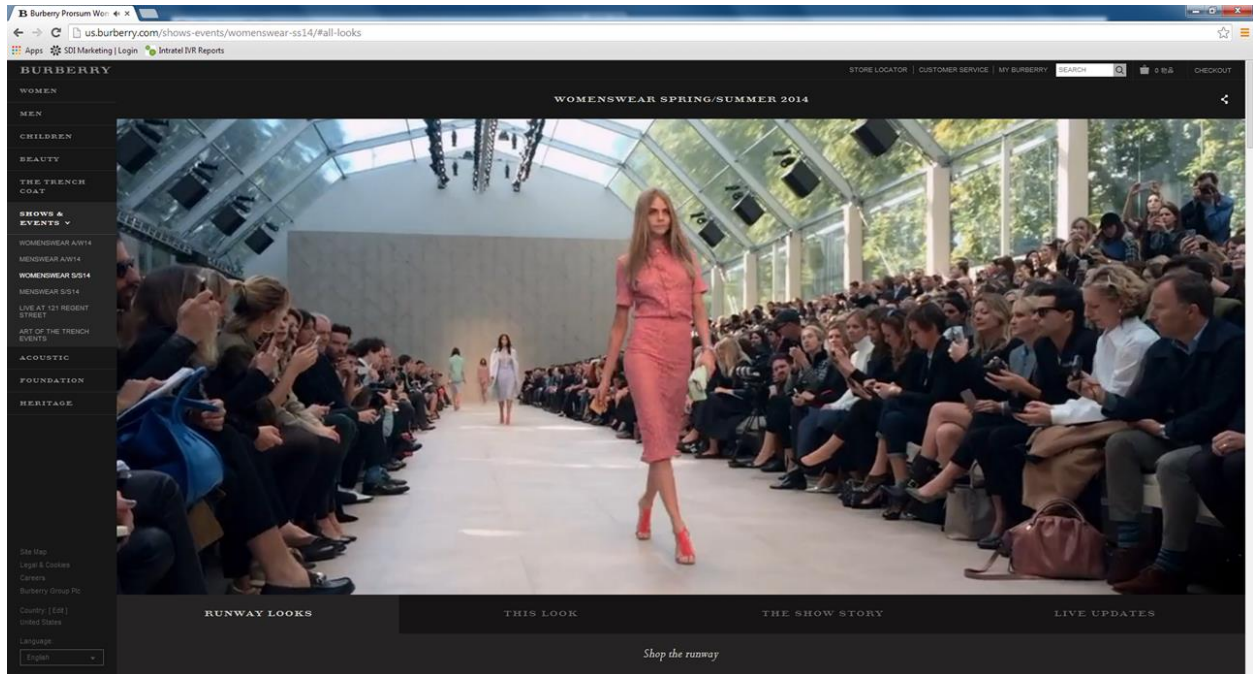 Burberry Prorsum Won
us.burberry.com/shows-events/womenswear-ss14/#all-looks
Apps SDI Marketing | Login Intratel IVR Reports
BURBERRY
STORE LOCATOR | CUSTOMER SERVICE | MY BURBERRY SEARCH 0 CHECKOUT
WOMENSWEAR SPRING/SUMMER 2014
WOMEN
MEN
CHILDREN
BEAUTY
THE TRENCH
COAT
SHOWS &
EVENTS
WOMENSWEAR A/W14
MENSWEAR A/W14
WOMENSWEAR S/S14
MENSWEAR S/S14
LIVE AT 121 REGENT
STREET
ART OF THE TRENCH
EVENTS
ACOUSTIC
FOUNDATION
HERITAGE
Site Map
Legal & Cookies
Careers
Burberry Group Plc
Country: [ Edit ]
United States
Language:
English
RUNWAY LOOKS THIS LOOK THE SHOW STORY LIVE UPDATES
Shop the runway